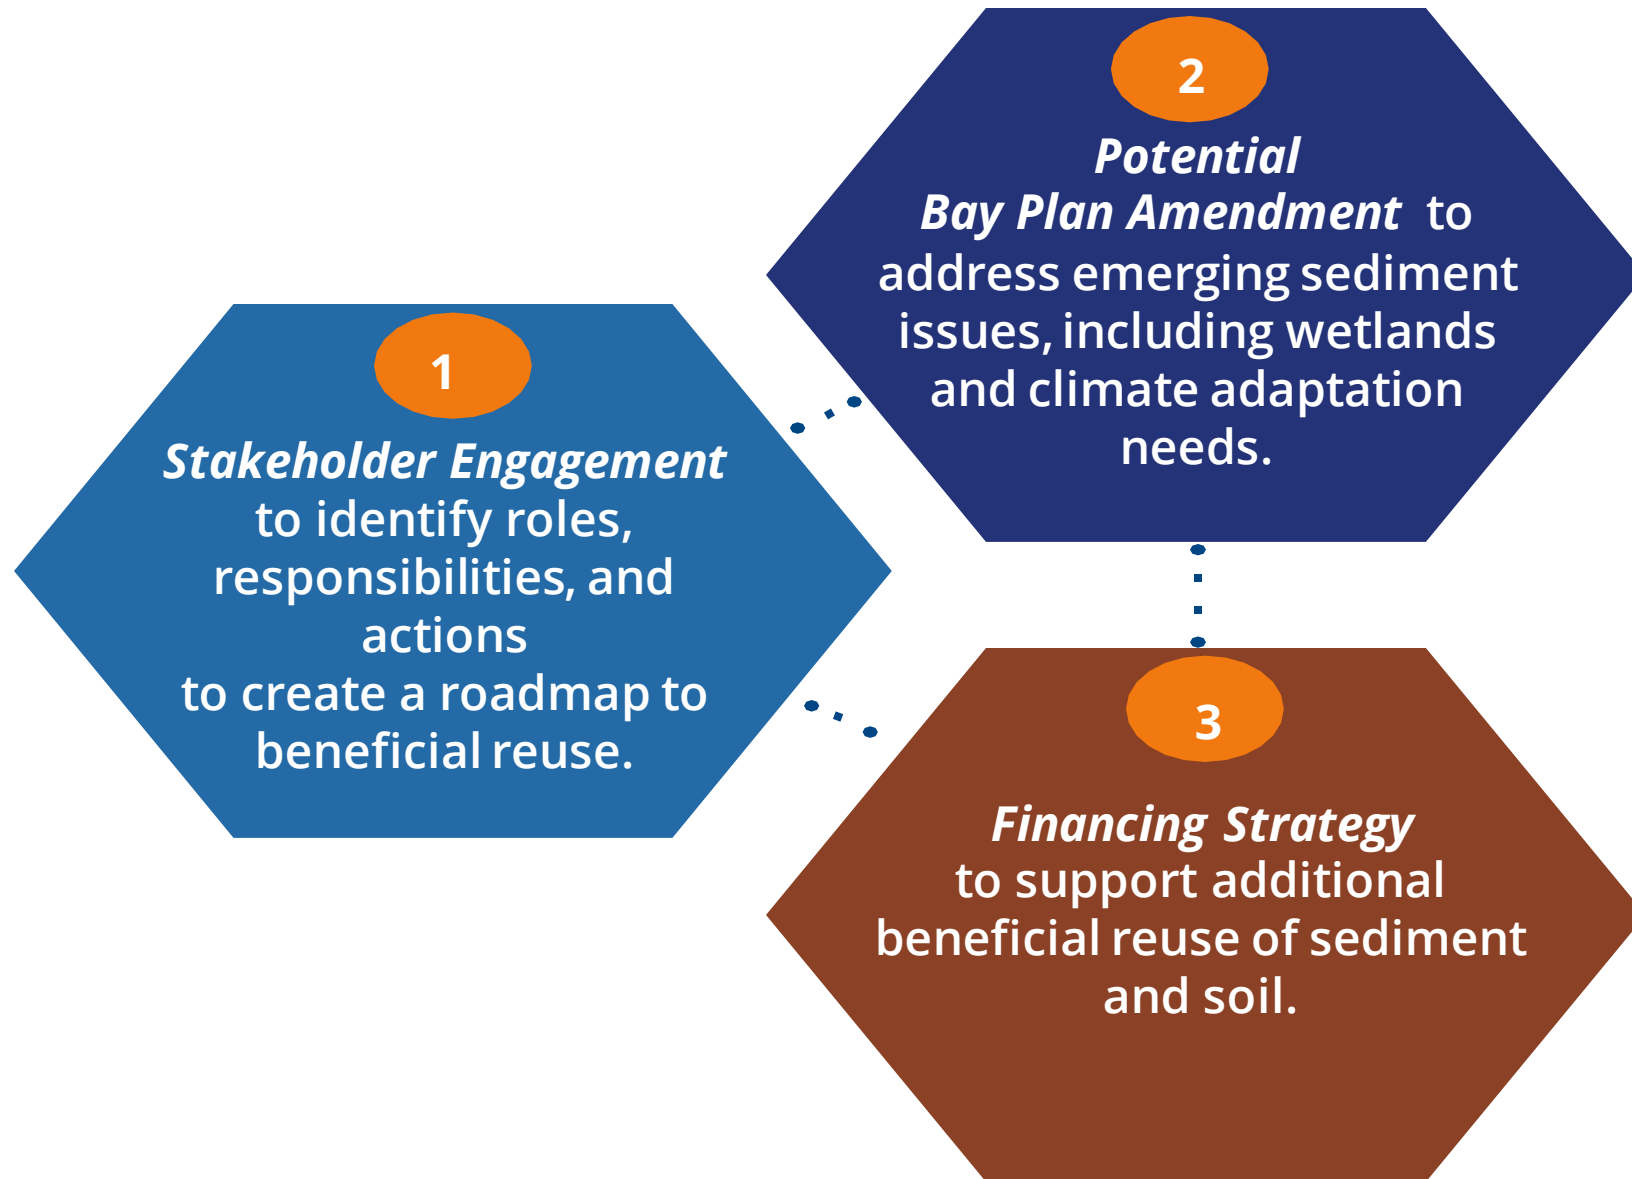 1
Stakeholder Engagement
to identify roles,
responsibilities, and
actions
to create a roadmap to
beneficial reuse.
2
Potential
Bay Plan Amendment to
address emerging sediment
issues, including wetlands
and climate adaptation
needs.
3
Financing Strategy
to support additional
beneficial reuse of sediment
and soil.